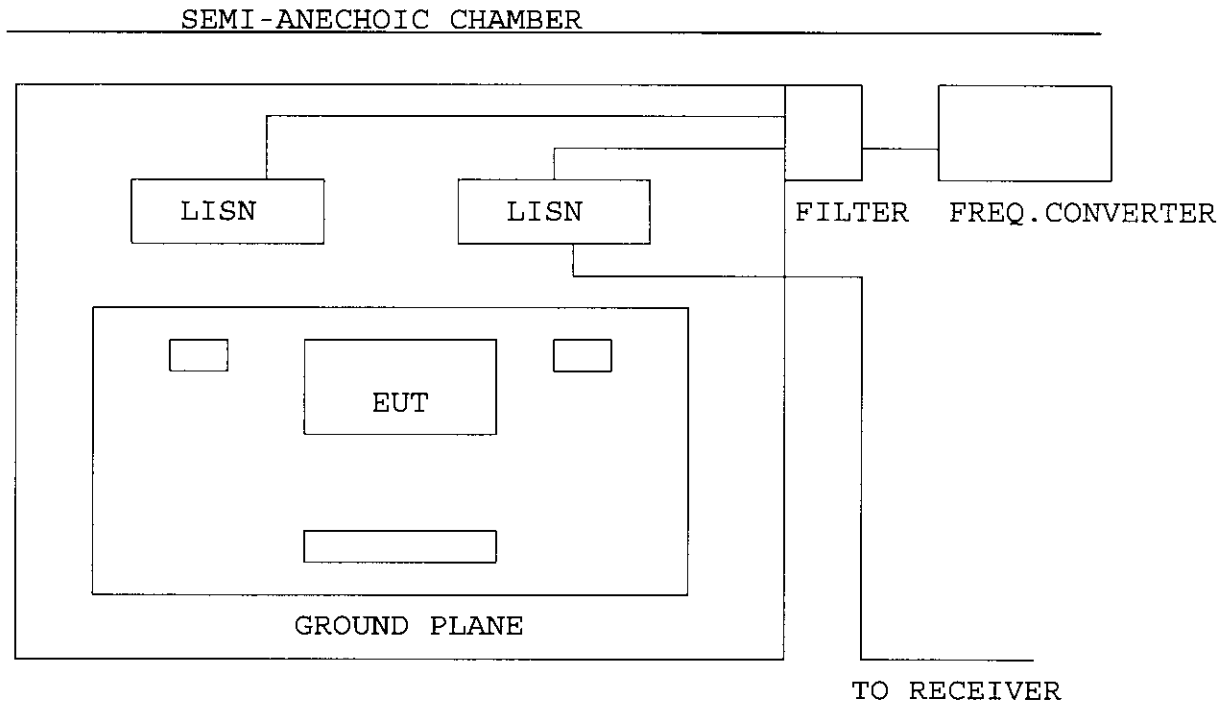 SEMI-ANECHOIC CHAMBER
LISN
LISN
FILTER
FREQ.CONVERTER
EUT
GROUND PLANE
TO RECEIVER